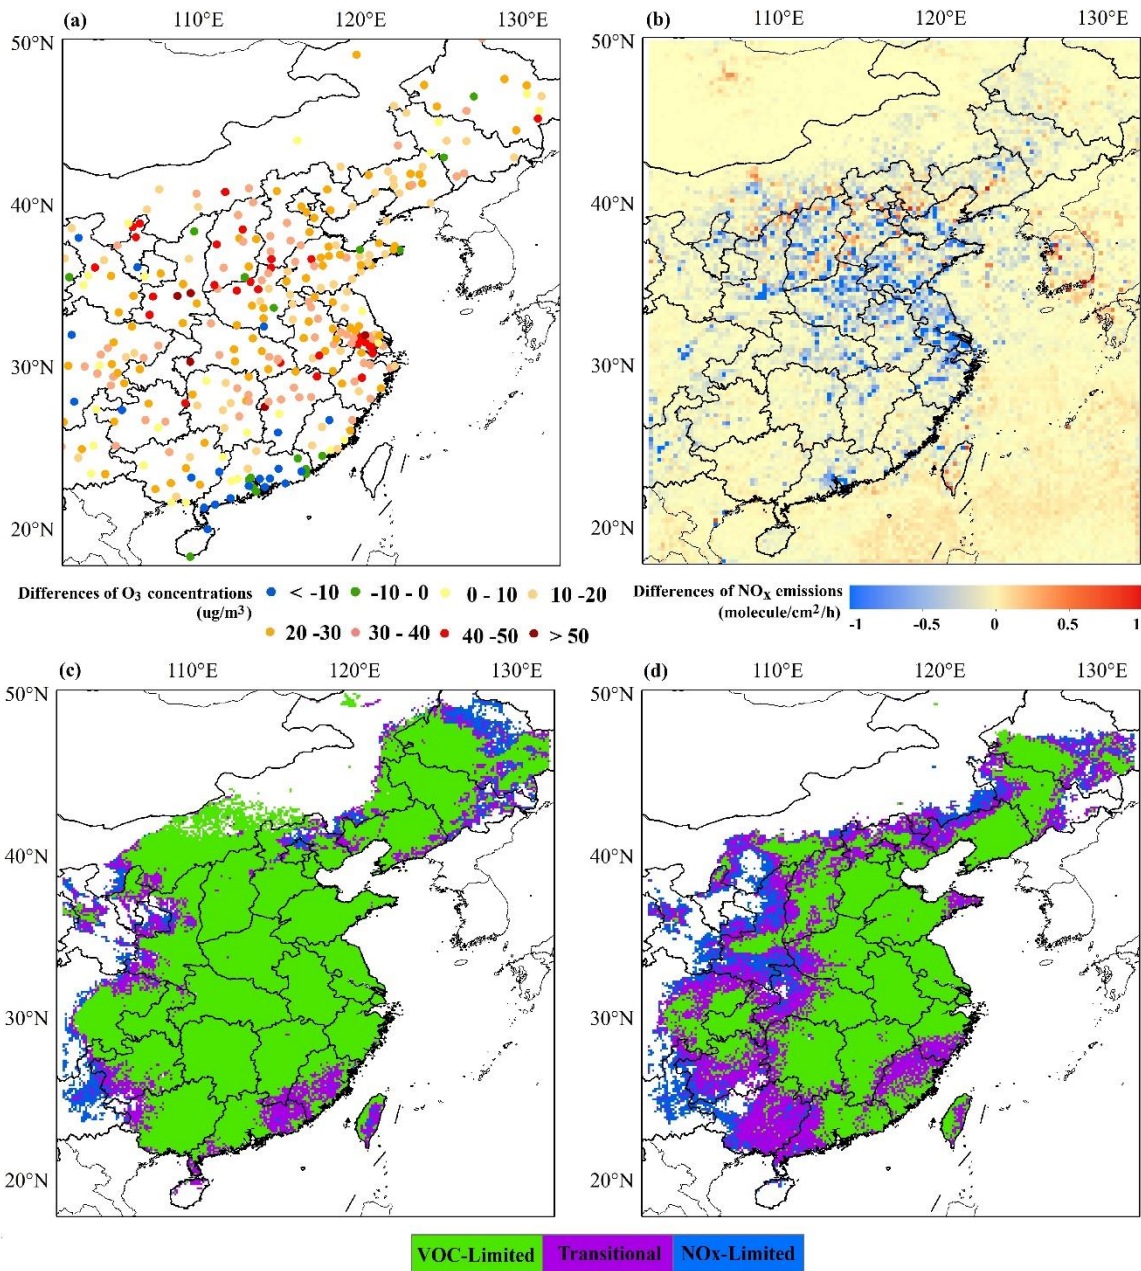 (a) 110°E 120°E 130°E
50°N
40°N
30°N
20°N
(b) 110°E 120°E 130°E
50°N
40°N
30°N
20°N
Differences of O3 concentrations
(ug/m3)
< -10 -10 - 0 0 - 10 10 -20
20 -30 30 - 40 40 -50 > 50
Differences of NOX emissions
(molecule/cm2/h)
-1 -0.5 0 0.5 1
(c) 110°E 120°E 130°E
50°N
40°N
30°N
20°N
(d) 110°E 120°E 130°E
50°N
40°N
30°N
20°N
VOC-Limited Transitional NOx-Limited